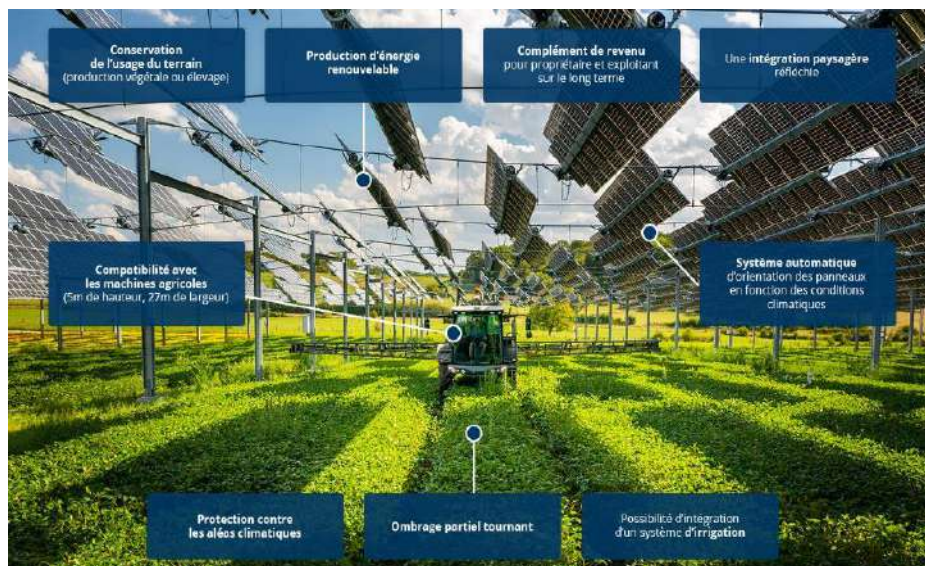 Conservation
de l'usage du terrain
(production végétale ou élevage)
Production d'énergie
renouvelable
Complément de revenu
pour propriétaire et exploitant
sur le long terme
Une intégration paysagère
réfléchie
Compatibilité avec
les machines agricoles
(5m de hauteur, 27m de largeur)
Système automatique
d'orientation des panneaux
en fonction des conditions
climatiques
Protection contre
les aléas climatiques
Ombrage partiel tournant
Possibilité d'intégration
d'un système d'irrigation